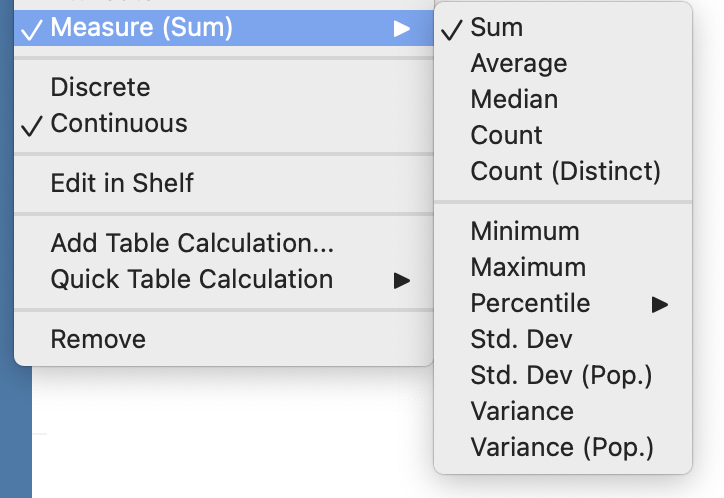 Measure (Sum)
Discrete
Continuous
Edit in Shelf
Add Table Calculation...
Quick Table Calculation
Remove
Sum
Average
Median
Count
Count (Distinct)
Minimum
Maximum
Percentile
Std. Dev
Std. Dev (Pop.)
Variance
Variance (Pop.)